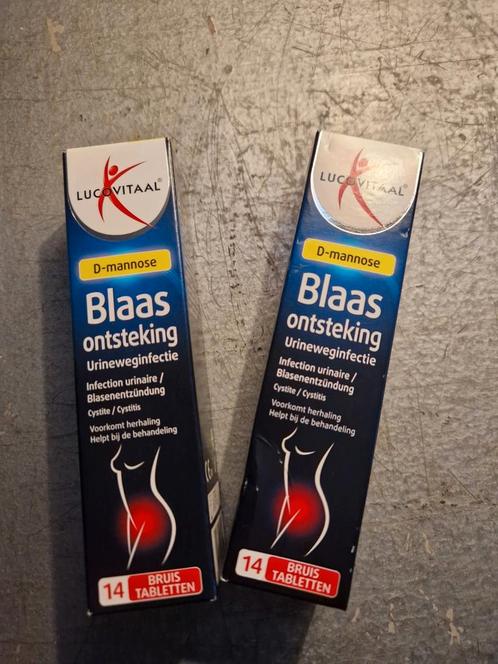 LUCOVITAAL®
D-mannose
Blaas
ontsteking
Urineweginfectie
Infection urinaire /
Blasenentzündung
Cystite / Cystitis
Voorkomt herhaling
Helpt bij de behandeling
14
BRUIS
TABLETTEN
LUCOVITAAL®
D-mannose
Blaas
ontsteking
Urineweginfectie
Infection urinaire /
Blasenentzündung
Cystite / Cystitis
Voorkomt herhaling
Helpt bij de behandeling
14
BRUIS
TABLETTEN